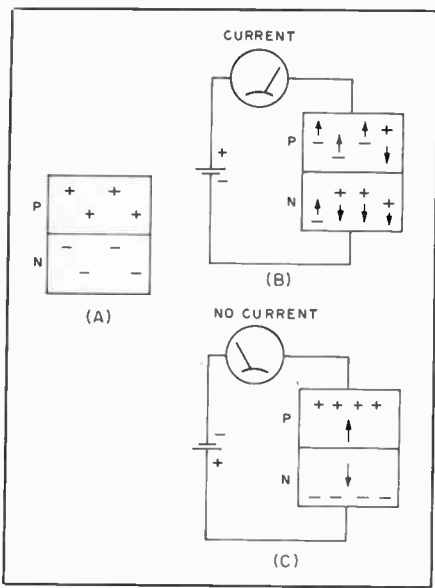 CURRENT
+
-
P
- - - +
N
- + + +
(B)
P
+ +
+ +
N
- -
- -
(A)
NO CURRENT
-
+
P
+ + + +
N
- - - -
(C)